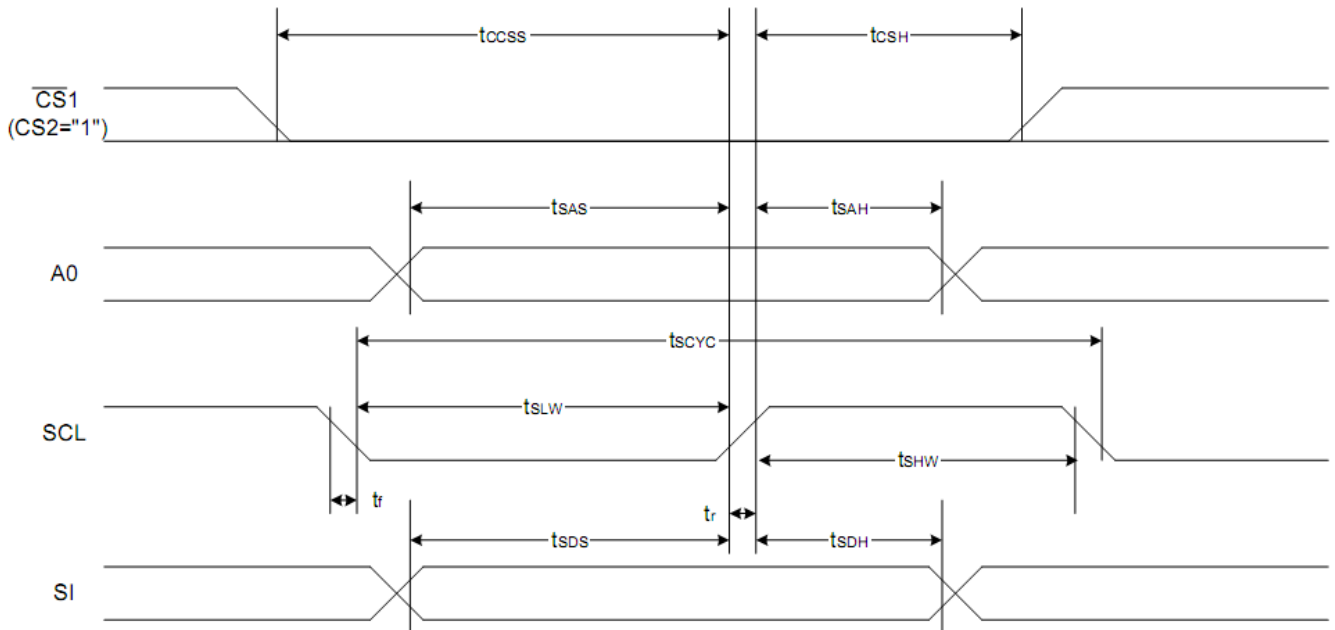 tCCSS tCSH
CS1
(CS2="1")
tSAS tSAH
A0
tSCYC
tSLW
SCL
tSHW
tf
tr
tSDS tSDH
SI